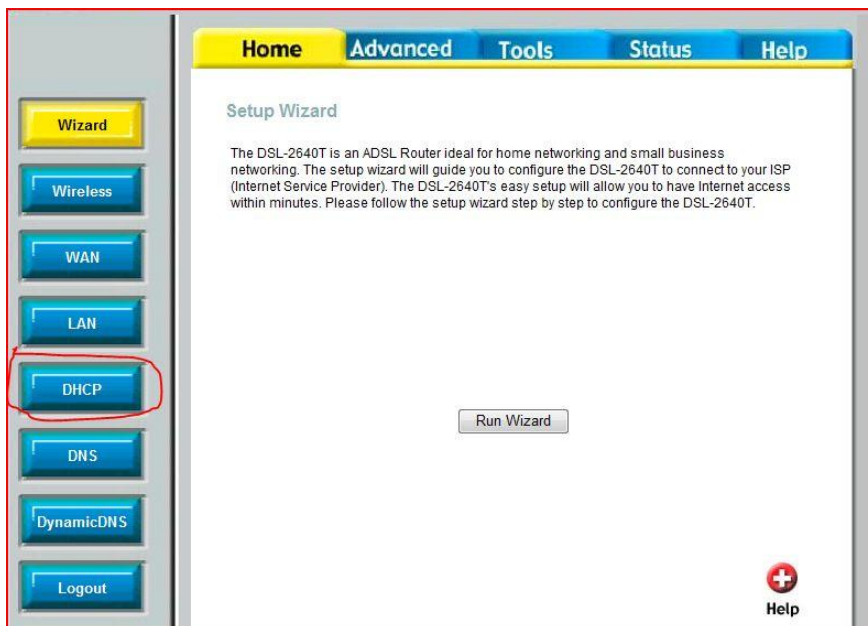 Home
Advanced
Tools
Status
Help
Wizard
Wireless
WAN
LAN
DHCP
DNS
DynamicDNS
Logout
Setup Wizard
The DSL-2640T is an ADSL Router ideal for home networking and small business
networking. The setup wizard will guide you to configure the DSL-2640T to connect to your ISP
(Internet Service Provider). The DSL-2640T's easy setup will allow you to have Internet access
within minutes. Please follow the setup wizard step by step to configure the DSL-2640T.
Run Wizard
Help